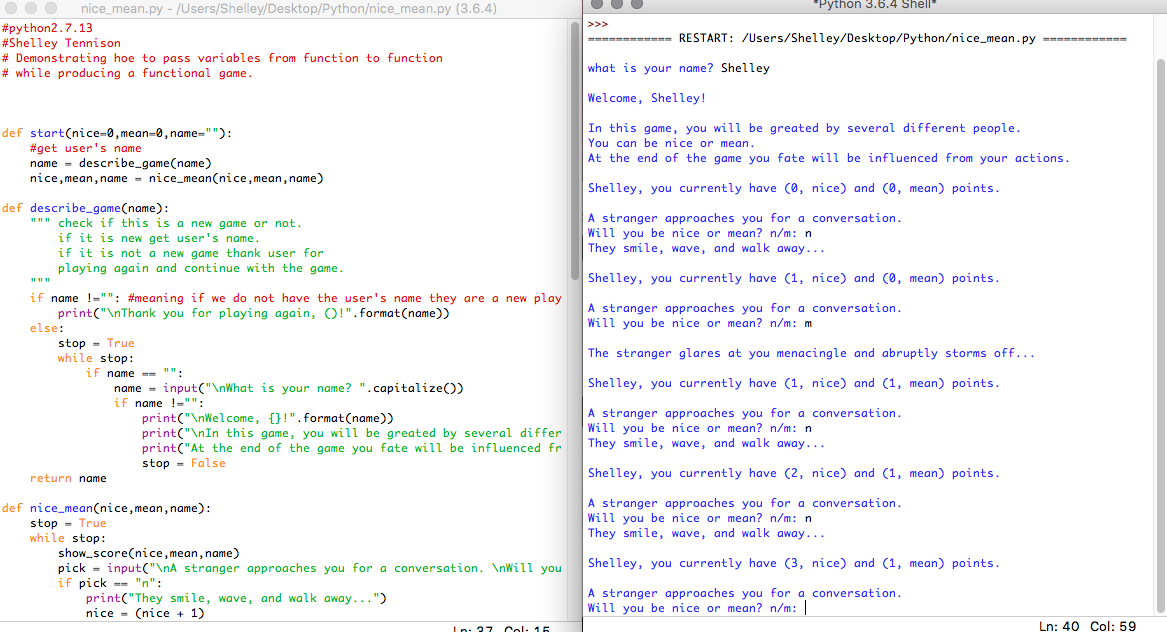 nice_mean.py - /Users/Shelley/Desktop/Python/nice_mean.py (3.6.4)
#python2.7.13
#Shelley Tennison
# Demonstrating hoe to pass variables from function to function
# while producing a functional game.
def start(nice=0,mean=0,name=""):
#get user's name
name = describe_game(name)
nice,mean,name = nice_mean(nice,mean,name)
def describe_game(name):
""" check if this is a new game or not.
if it is new get user's name.
if it is not a new game thank user for
playing again and continue with the game.
"""
if name !="": #meaning if we do not have the user's name they are a new play
print("\nThank you for playing again, ()!".format(name))
else:
stop = True
while stop:
if name == "":
name = input("\nWhat is your name? ".capitalize())
if name !="":
print("\nWelcome, {}!".format(name))
print("\nIn this game, you will be greated by several differ
print("At the end of the game you fate will be influenced fr
stop = False
return name
def nice_mean(nice,mean,name):
stop = True
while stop:
show_score(nice,mean,name)
pick = input("\nA stranger approaches you for a conversation. \nWill you
if pick == "n":
print("They smile, wave, and walk away...")
nice = (nice + 1)
Ln: 37 Col: 15
*Python 3.6.4 Shell*
>>>
============ RESTART: /Users/Shelley/Desktop/Python/nice_mean.py ============
what is your name? Shelley
Welcome, Shelley!
In this game, you will be greated by several different people.
You can be nice or mean.
At the end of the game you fate will be influenced from your actions.
Shelley, you currently have (0, nice) and (0, mean) points.
A stranger approaches you for a conversation.
Will you be nice or mean? n/m: n
They smile, wave, and walk away...
Shelley, you currently have (1, nice) and (0, mean) points.
A stranger approaches you for a conversation.
Will you be nice or mean? n/m: m
The stranger glares at you menacingle and abruptly storms off...
Shelley, you currently have (1, nice) and (1, mean) points.
A stranger approaches you for a conversation.
Will you be nice or mean? n/m: n
They smile, wave, and walk away...
Shelley, you currently have (2, nice) and (1, mean) points.
A stranger approaches you for a conversation.
Will you be nice or mean? n/m: n
They smile, wave, and walk away...
Shelley, you currently have (3, nice) and (1, mean) points.
A stranger approaches you for a conversation.
Will you be nice or mean? n/m:
Ln: 40 Col: 59